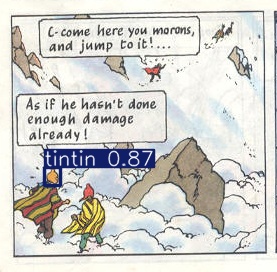 C-come here you morons,
and jump to it!...
As if he hasn't done
enough damage
already!
tintin 0.87